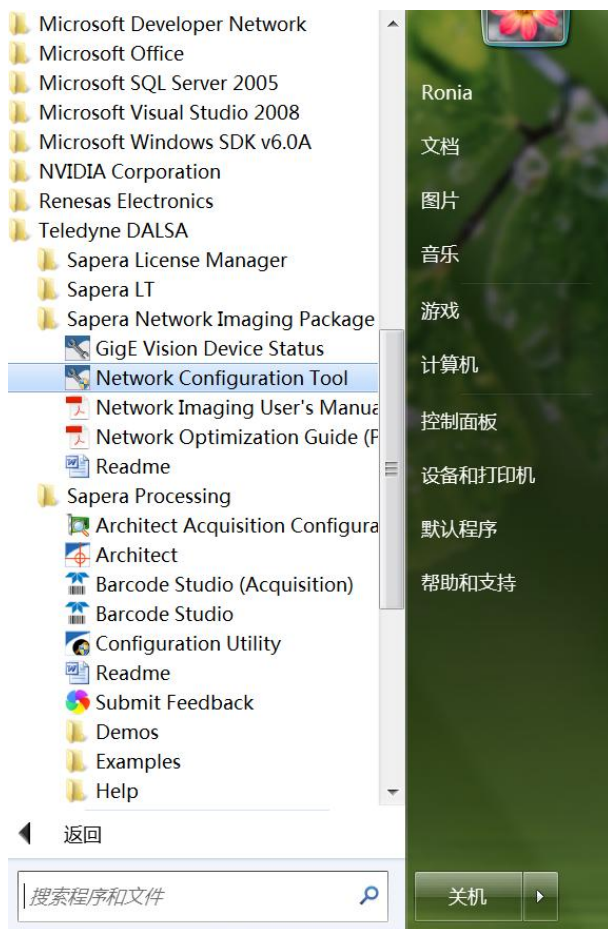 Microsoft Developer Network
Microsoft Office
Microsoft SQL Server 2005
Microsoft Visual Studio 2008
Microsoft Windows SDK v6.0A
NVIDIA Corporation
Renesas Electronics
Teledyne DALSA
Sapera License Manager
Sapera LT
Sapera Network Imaging Package
GigE Vision Device Status
Network Configuration Tool
Network Imaging User's Manua
Network Optimization Guide (F
Readme
Sapera Processing
Architect Acquisition Configura
Architect
Barcode Studio (Acquisition)
Barcode Studio
Configuration Utility
Readme
Submit Feedback
Demos
Examples
Help
返回
搜索程序和文件
Ronia
文档
图片
音乐
游戏
计算机
控制面板
设备和打印机
默认程序
帮助和支持
关机